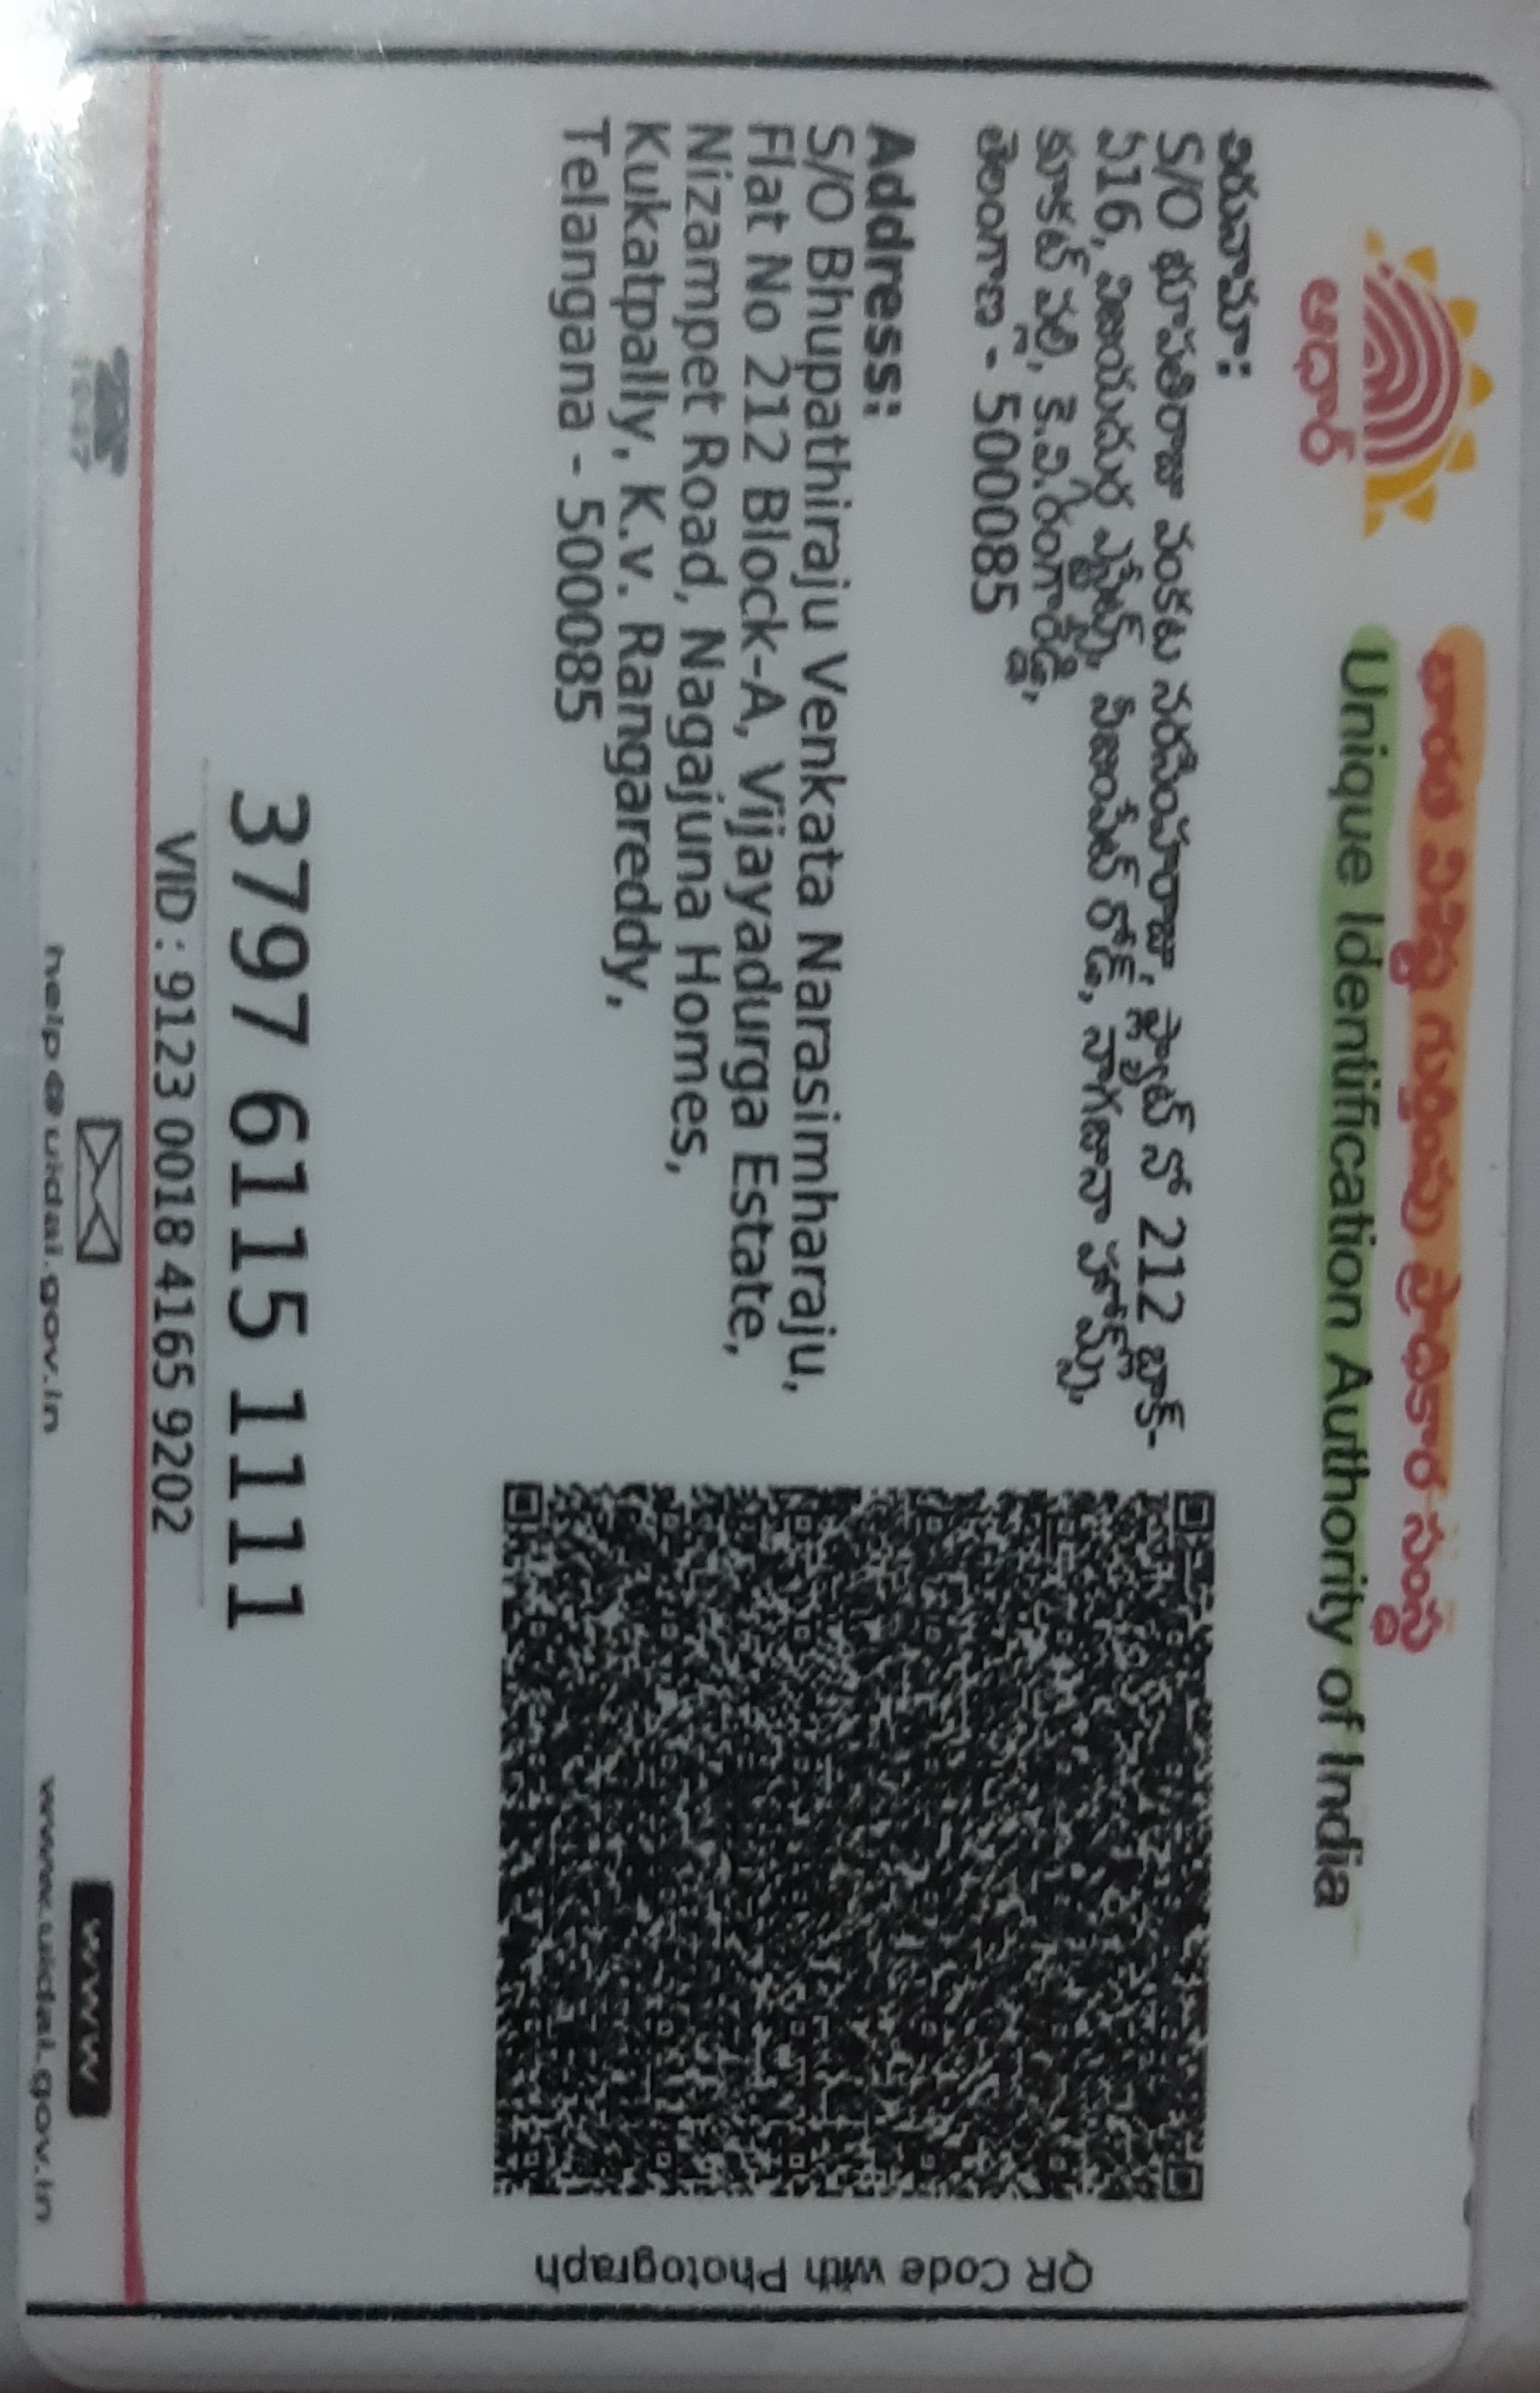 భారత విశిష్ట గుర్తింపు ప్రాధికార సంస్థ
Unique Identification Authority of India
ఆధార్
చిరునామా:
S/O భూపతిరాజు వెంకట నరసింహరాజు, ఫ్లాట్ నో 212 బ్లాక్-
516, విజయదుర్గ ఎస్టేట్స్, నిజాంపేట్ రోడ్, నాగజునా హోమ్స్,
కూకట్ పల్లి, కె.వి.రంగారెడ్డి,
తెలంగాణ - 500085
Address:
S/O Bhupathiraju Venkata Narasimharaju,
Flat No 212 Block-A, Vijayadurga Estate,
Nizampet Road, Nagajuna Homes,
Kukatpally, K.v. Rangareddy,
Telangana - 500085
QR Code with Photograph
3797 6115 1111
VID : 9123 0018 4165 9202
1947
help@uidai.gov.in
www
www.uidai.gov.in